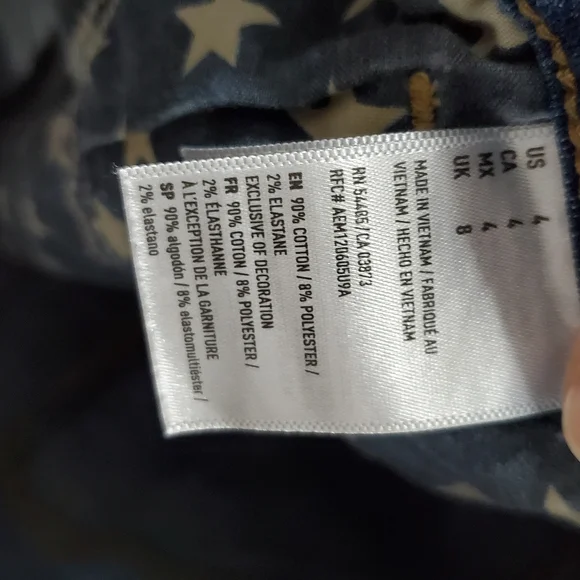 US 4
CA 4
MX 4
UK 8
MADE IN VIETNAM / FABRIQUÉ AU
VIETNAM / HECHO EN VIETNAM
RN 54485 / CA 03873
REC# AEM12U605U9A
EN 90% COTTON / 8% POLYESTER /
2% ELASTANE
EXCLUSIVE OF DECORATION
FR 90% COTON / 8% POLYESTER /
2% ÉLASTHANNE
À L'EXCEPTION DE LA GARNITURE
SP 90% algodón / 8% elastomultiéster /
2% elastano